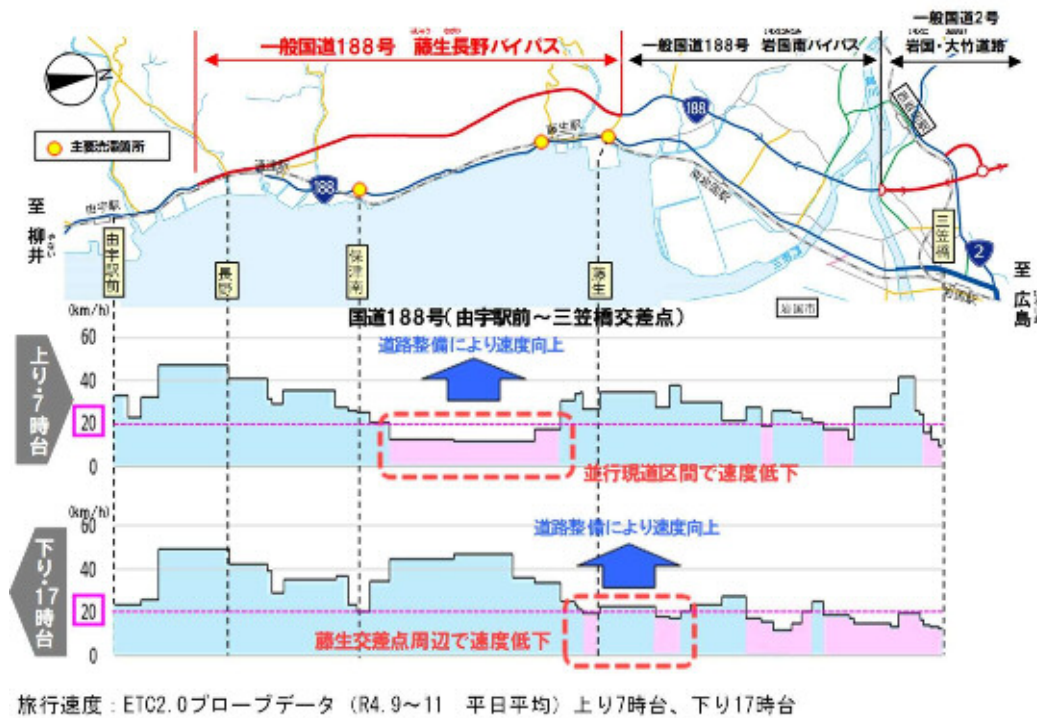 一般国道188号 藤生長野バイパス
一般国道188号 岩国南バイパス
一般国道2号
岩国・大竹道路
N
主要渋滞箇所
188
藤生駅
西岩国駅
通津駅
188
南岩国駅
由宇駅
至 柳井
由宇駅前
長野
保津南
藤生
三笠橋
2
至 広島
岩国駅
岩国市
国道188号(由宇駅前～三笠橋交差点)
(km/h)
道路整備により速度向上
上り・7時台
60
40
20
0
並行現道区間で速度低下
(km/h)
道路整備により速度向上
下り・17時台
60
40
20
0
藤生交差点周辺で速度低下
旅行速度：ETC2.0プローブデータ（R4.9～11 平日平均）上り7時台、下り17時台